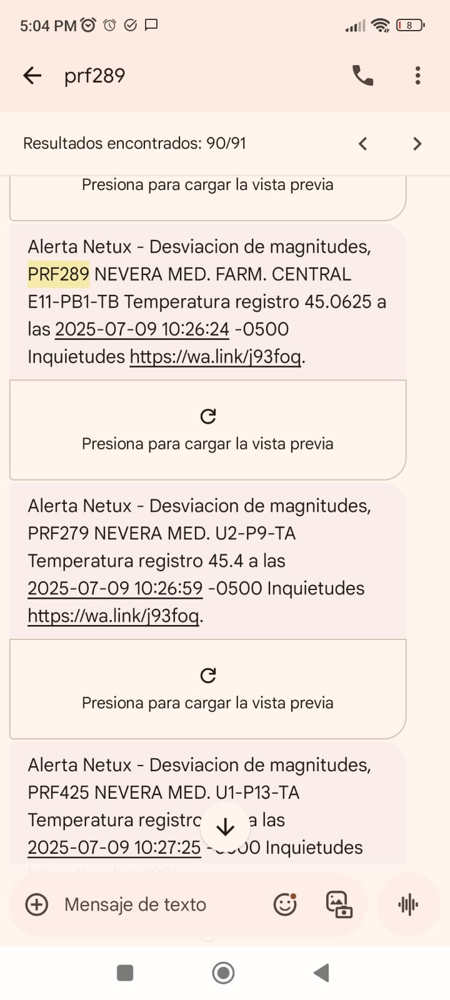 5:04 PM
8
prf289
Resultados encontrados: 90/91
Presiona para cargar la vista previa
Alerta Netux - Desviacion de magnitudes,
PRF289 NEVERA MED. FARM. CENTRAL
E11-PB1-TB Temperatura registro 45.0625 a
las 2025-07-09 10:26:24 -0500
Inquietudes https://wa.link/j93foq.
Presiona para cargar la vista previa
Alerta Netux - Desviacion de magnitudes,
PRF279 NEVERA MED. U2-P9-TA
Temperatura registro 45.4 a las
2025-07-09 10:26:59 -0500 Inquietudes
https://wa.link/j93foq.
Presiona para cargar la vista previa
Alerta Netux - Desviacion de magnitudes,
PRF425 NEVERA MED. U1-P13-TA
Temperatura registro a las
2025-07-09 10:27:25 Inquietudes
Mensaje de texto